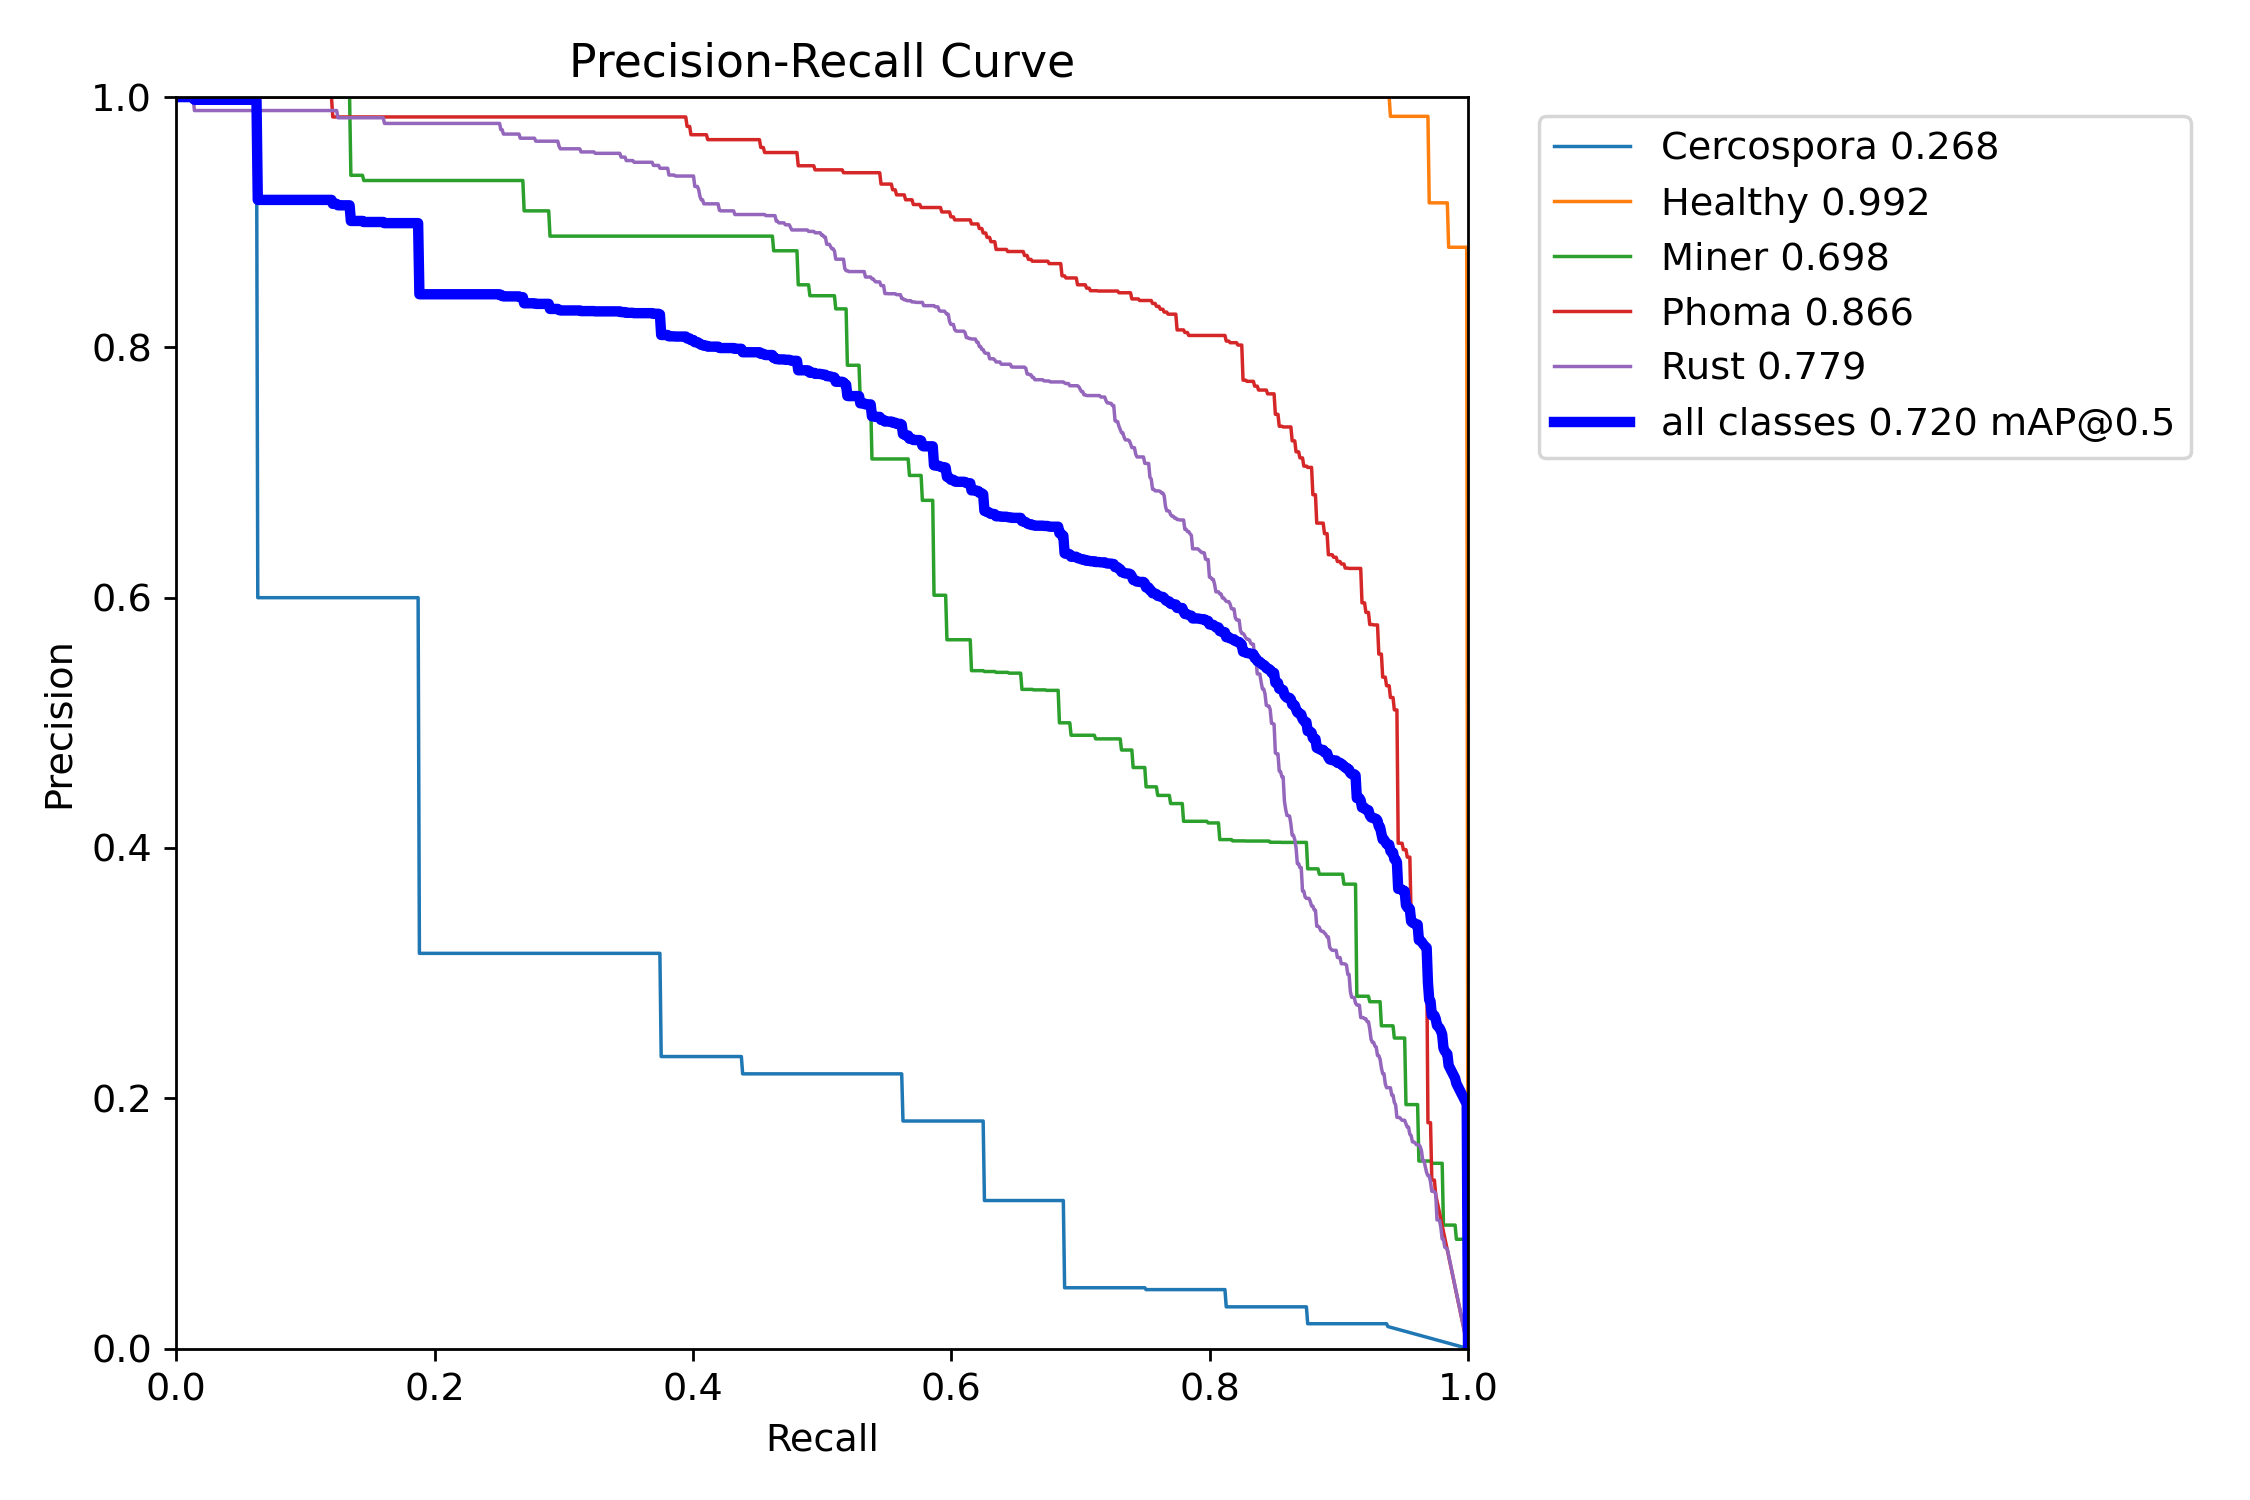 Precision-Recall Curve
1.0
0.8
0.6
0.4
0.2
0.0
Precision
0.0 0.2 0.4 0.6 0.8 1.0
Recall
Cercospora 0.268
Healthy 0.992
Miner 0.698
Phoma 0.866
Rust 0.779
all classes 0.720 mAP@0.5